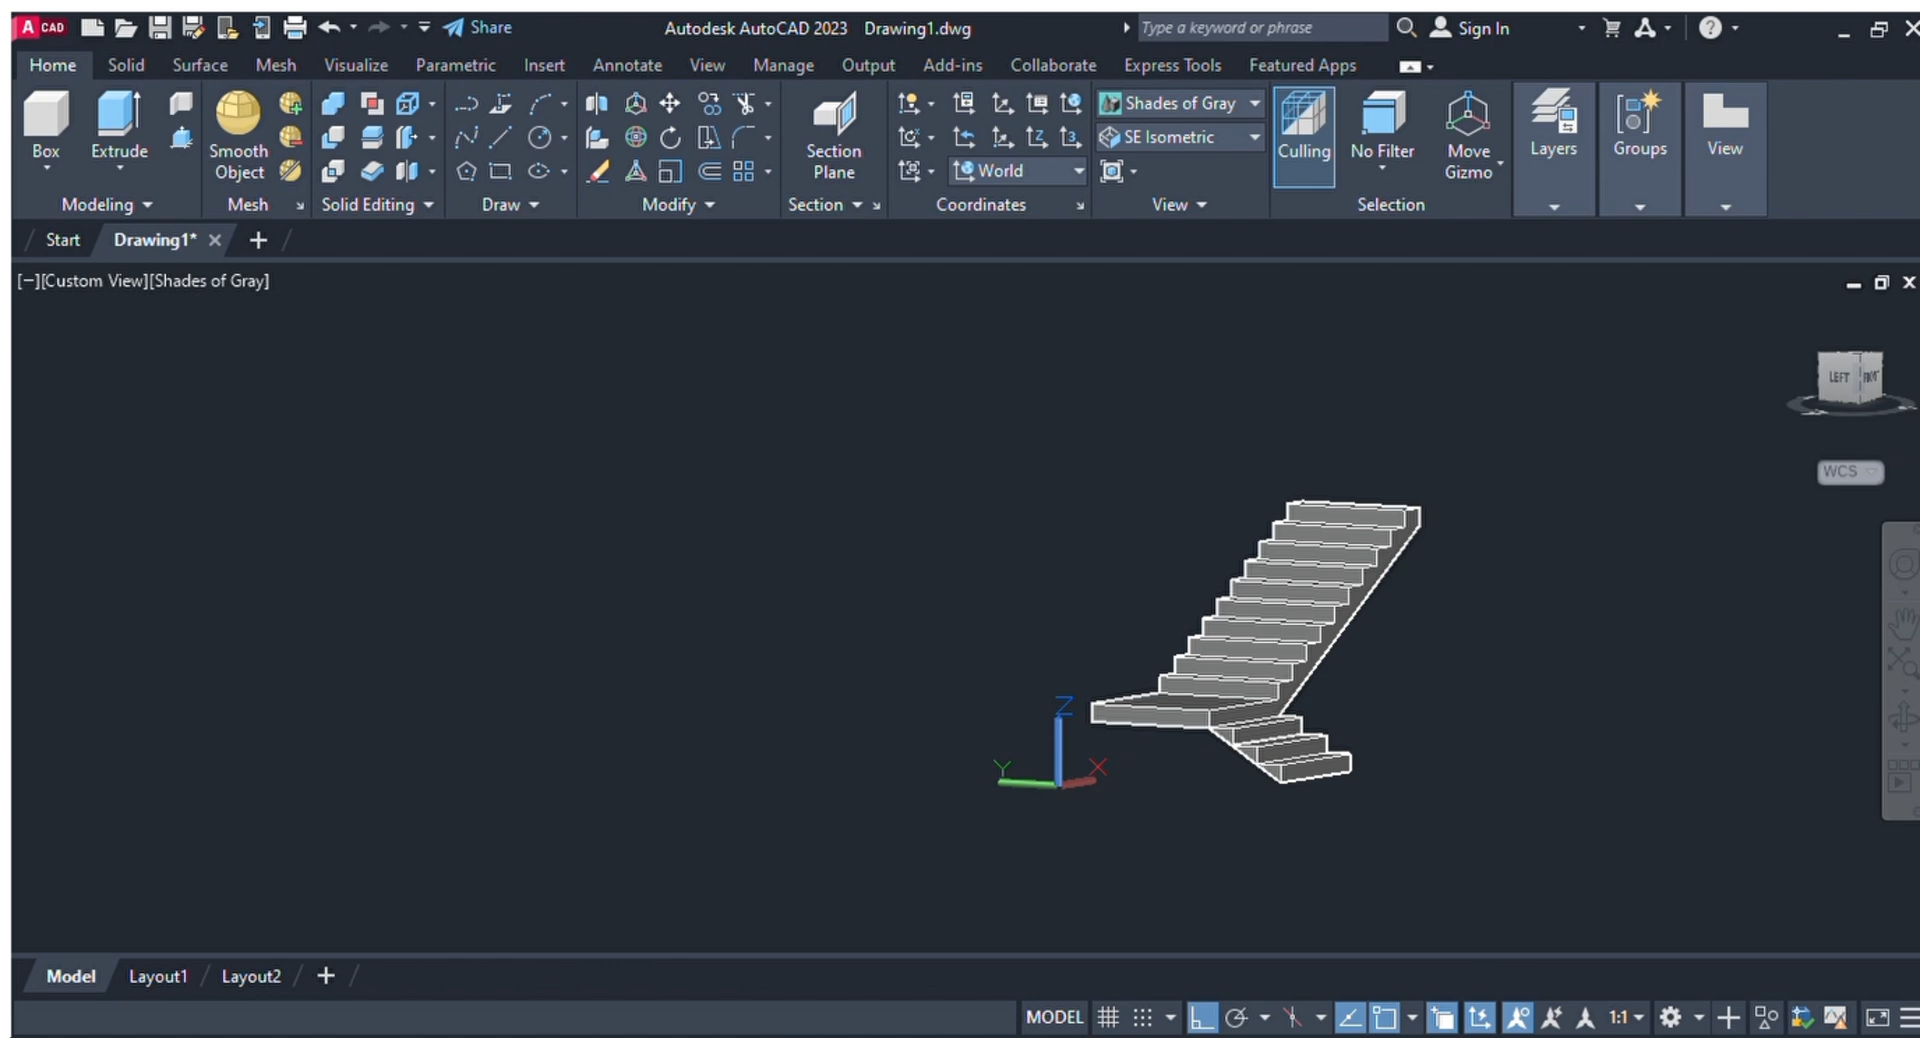 A CAD Share Autodesk AutoCAD 2023 Drawing1.dwg Type a keyword or phrase Sign In
Home Solid Surface Mesh Visualize Parametric Insert Annotate View Manage Output Add-ins Collaborate Express Tools Featured Apps
Shades of Gray
SE Isometric
Box Extrude Smooth Object Section Plane World Culling No Filter Move Gizmo Layers Groups View
Modeling Mesh Solid Editing Draw Modify Section Coordinates View Selection
Start Drawing1* +
[−][Custom View][Shades of Gray]
LEFT
WCS
Z
Y X
Model Layout1 Layout2 +
MODEL 1:1